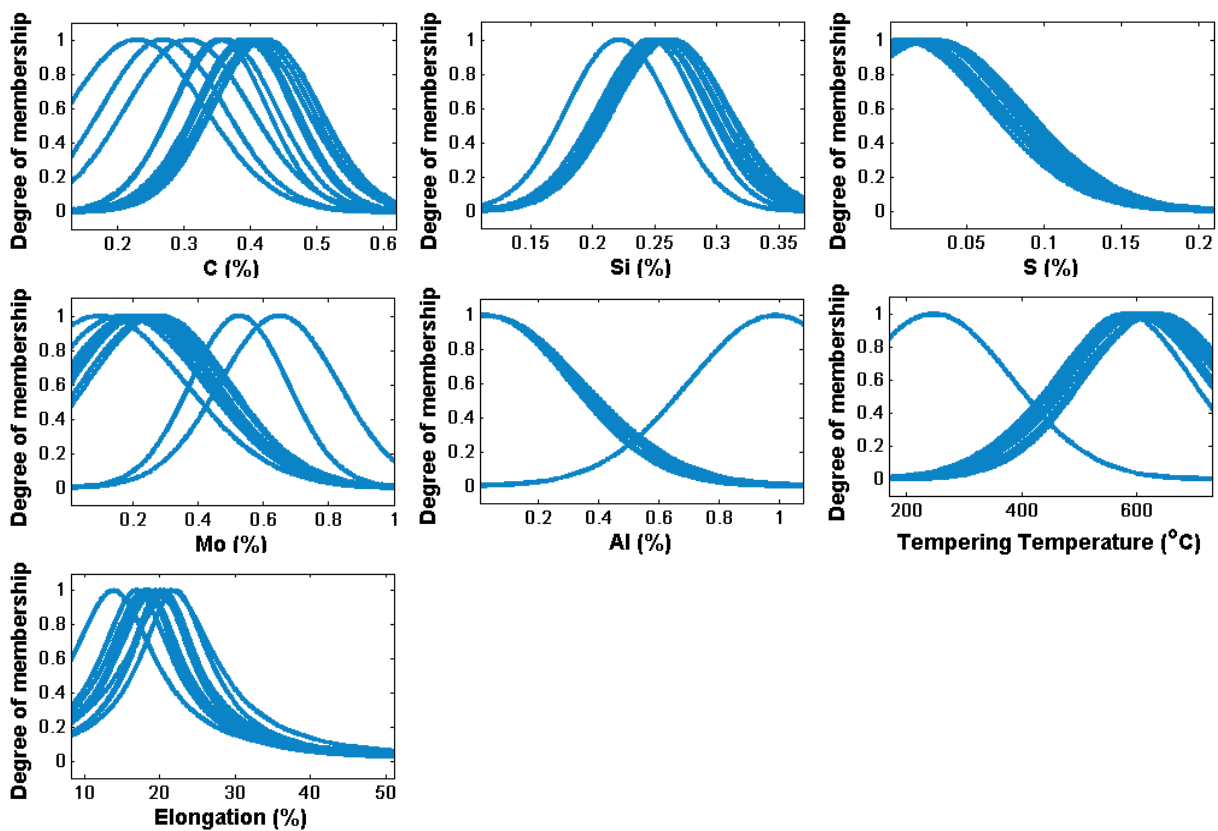 Degree of membership
1
0.8
0.6
0.4
0.2
0
0.2 0.3 0.4 0.5 0.6
C (%)
Degree of membership
1
0.8
0.6
0.4
0.2
0
0.15 0.2 0.25 0.3 0.35
Si (%)
Degree of membership
1
0.8
0.6
0.4
0.2
0
0.05 0.1 0.15 0.2
S (%)
Degree of membership
1
0.8
0.6
0.4
0.2
0
0.2 0.4 0.6 0.8 1
Mo (%)
Degree of membership
1
0.8
0.6
0.4
0.2
0
0.2 0.4 0.6 0.8 1
Al (%)
Degree of membership
1
0.8
0.6
0.4
0.2
0
200 400 600
Tempering Temperature (°C)
Degree of membership
1
0.8
0.6
0.4
0.2
0
10 20 30 40 50
Elongation (%)